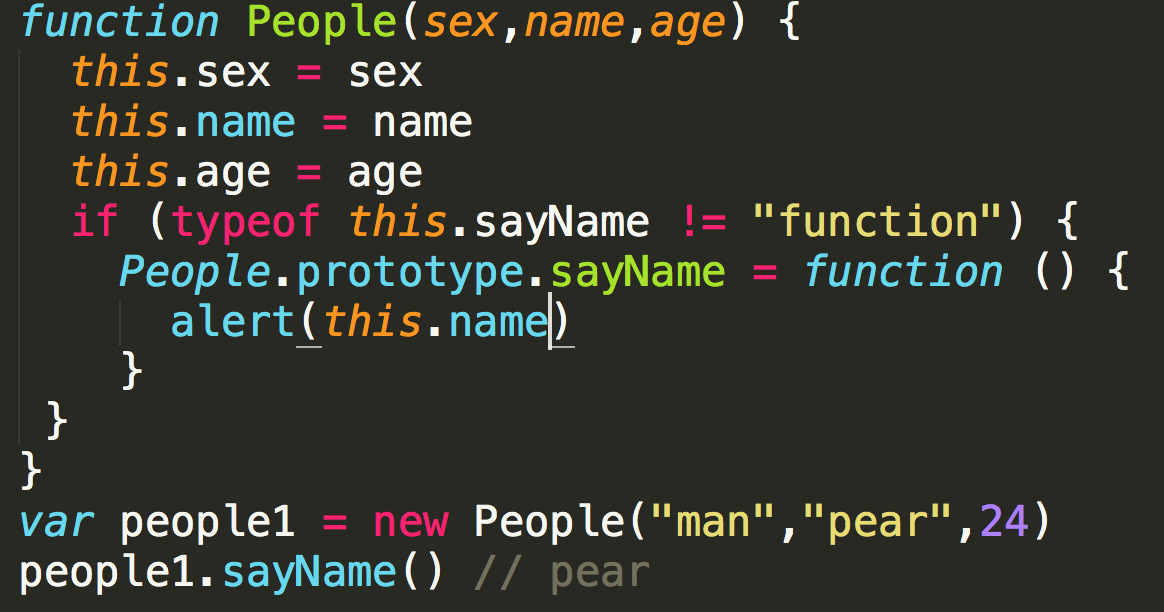 function People(sex,name,age) {
  this.sex = sex
  this.name = name
  this.age = age
  if (typeof this.sayName != "function") {
    People.prototype.sayName = function () {
      alert(this.name)
    }
 }
}
var people1 = new People("man","pear",24)
people1.sayName() // pear